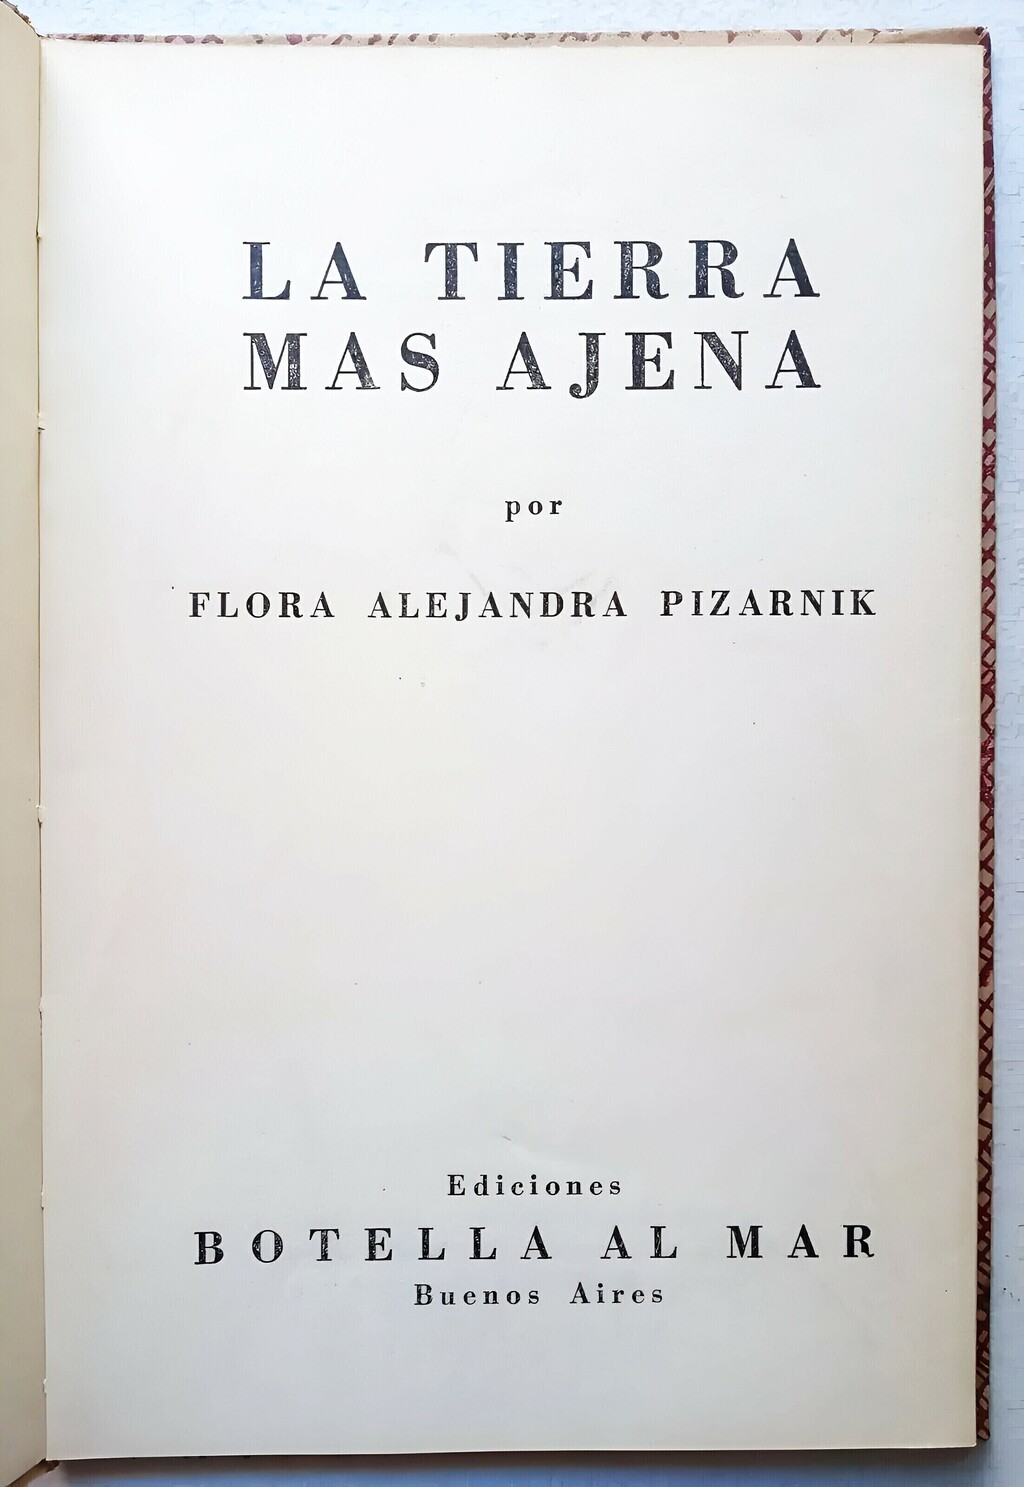 LA TIERRA
MAS AJENA
por
FLORA ALEJANDRA PIZARNIK
Ediciones
BOTELLA AL MAR
Buenos Aires